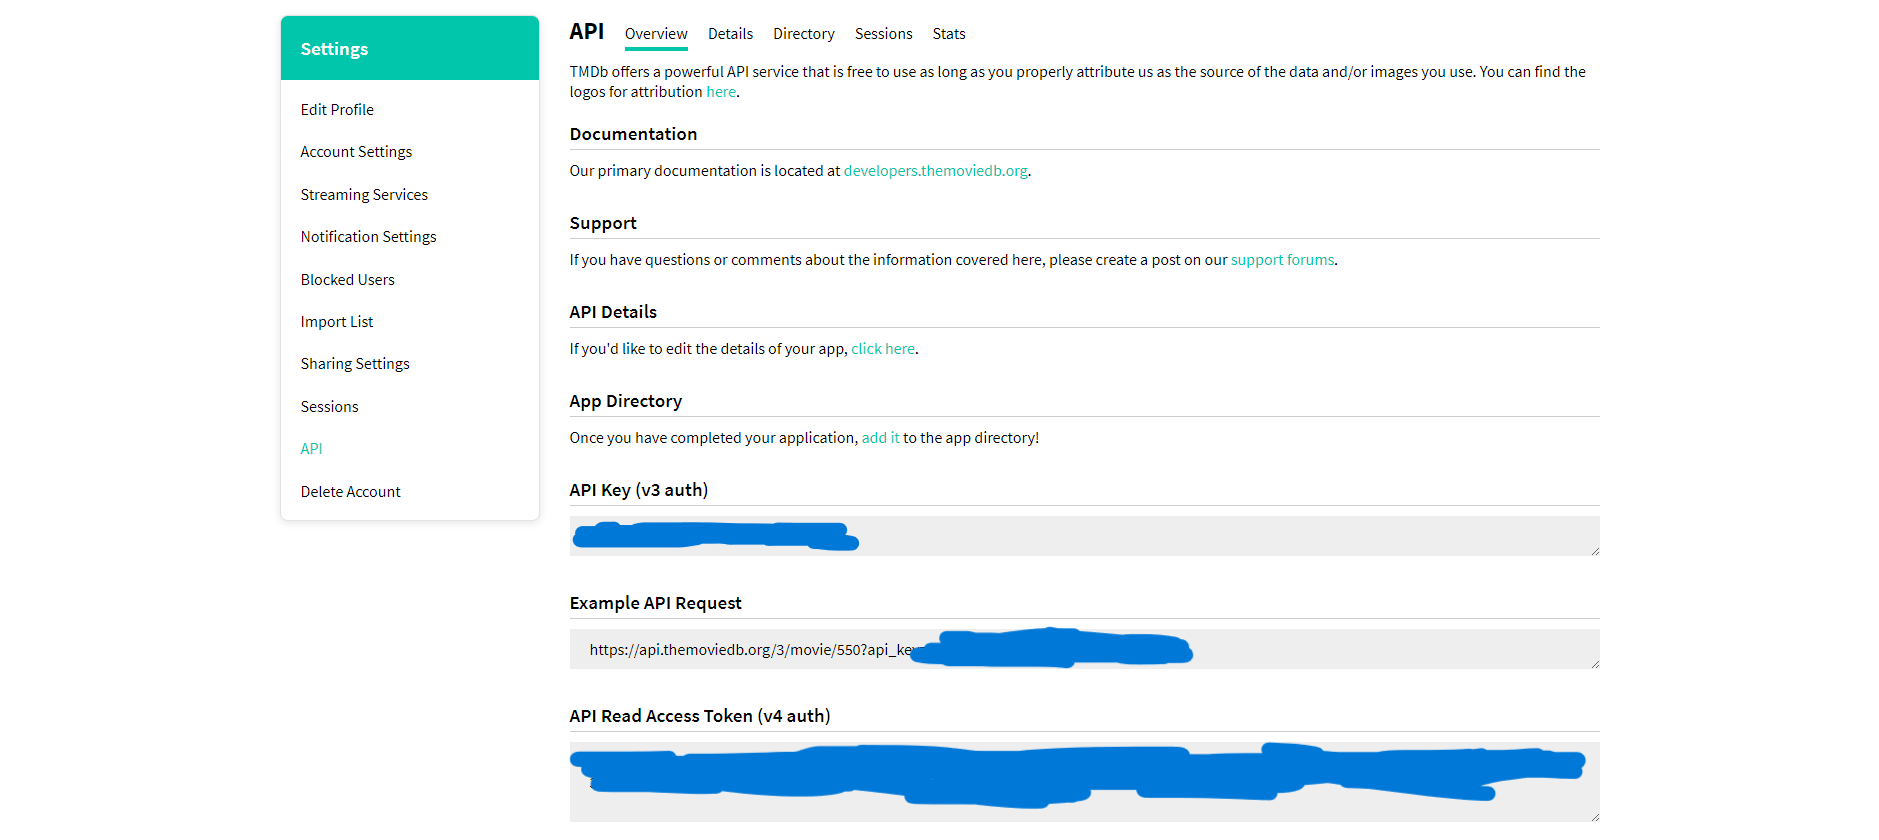 Settings
Edit Profile
Account Settings
Streaming Services
Notification Settings
Blocked Users
Import List
Sharing Settings
Sessions
API
Delete Account
API Overview Details Directory Sessions Stats
TMDb offers a powerful API service that is free to use as long as you properly attribute us as the source of the data and/or images you use. You can find the
logos for attribution here.
Documentation
Our primary documentation is located at developers.themoviedb.org.
Support
If you have questions or comments about the information covered here, please create a post on our support forums.
API Details
If you'd like to edit the details of your app, click here.
App Directory
Once you have completed your application, add it to the app directory!
API Key (v3 auth)
Example API Request
https://api.themoviedb.org/3/movie/550?api_key
API Read Access Token (v4 auth)